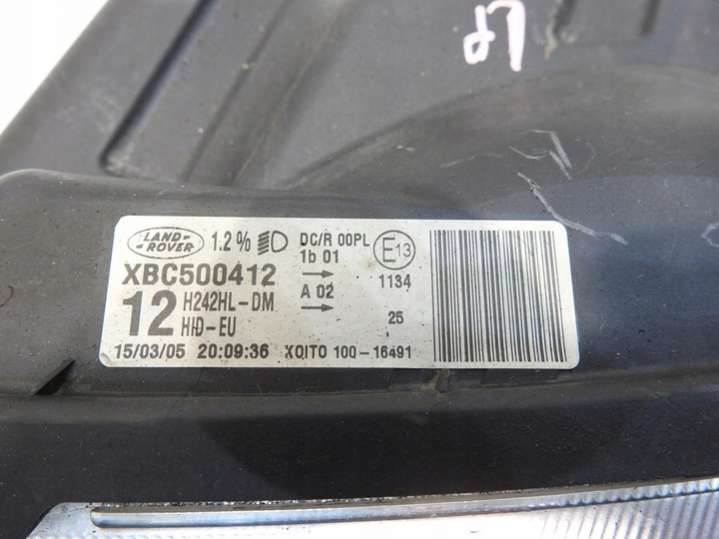 LP
LAND-
ROVER
1.2%
DC/R 00PL
1b 01
E13
XBC500412
1134
12
H242HL-DM
HID-EU
A 02
25
15/03/05 20:09:36 XQITO 100-16491